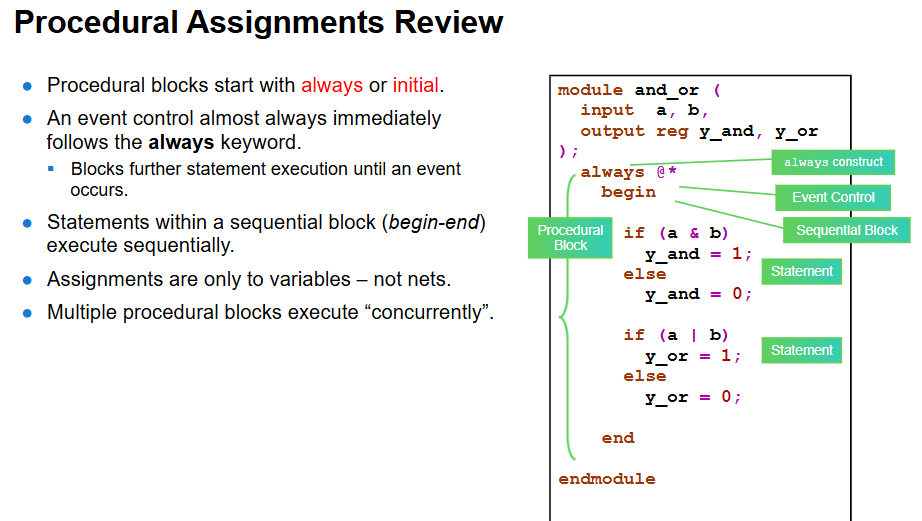 Procedural Assignments Review
Procedural blocks start with always or initial.
An event control almost always immediately
follows the always keyword.
Blocks further statement execution until an event
occurs.
Statements within a sequential block (begin-end)
execute sequentially.
Assignments are only to variables – not nets.
Multiple procedural blocks execute “concurrently”.
module and_or (
input a, b,
output reg y_and, y_or
);
always @*
begin
if (a & b)
y_and = 1;
else
y_and = 0;
if (a | b)
y_or = 1;
else
y_or = 0;
end
endmodule
always construct
Event Control
Sequential Block
Procedural
Block
Statement
Statement